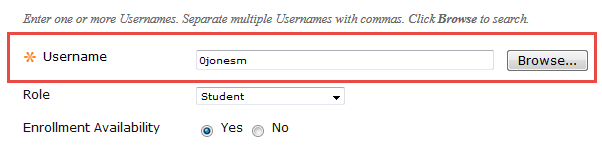 Enter one or more Usernames. Separate multiple Usernames with commas. Click Browse to search.
* Username 0jonesm Browse...
Role Student
Enrollment Availability Yes No